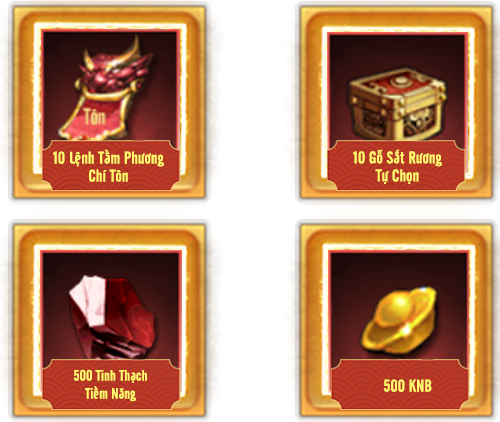 Tôn
10 Lệnh Tầm Phương
Chí Tôn
10 Gỗ Sắt Rương
Tự Chọn
500 Tinh Thạch
Tiềm Năng
500 KNB